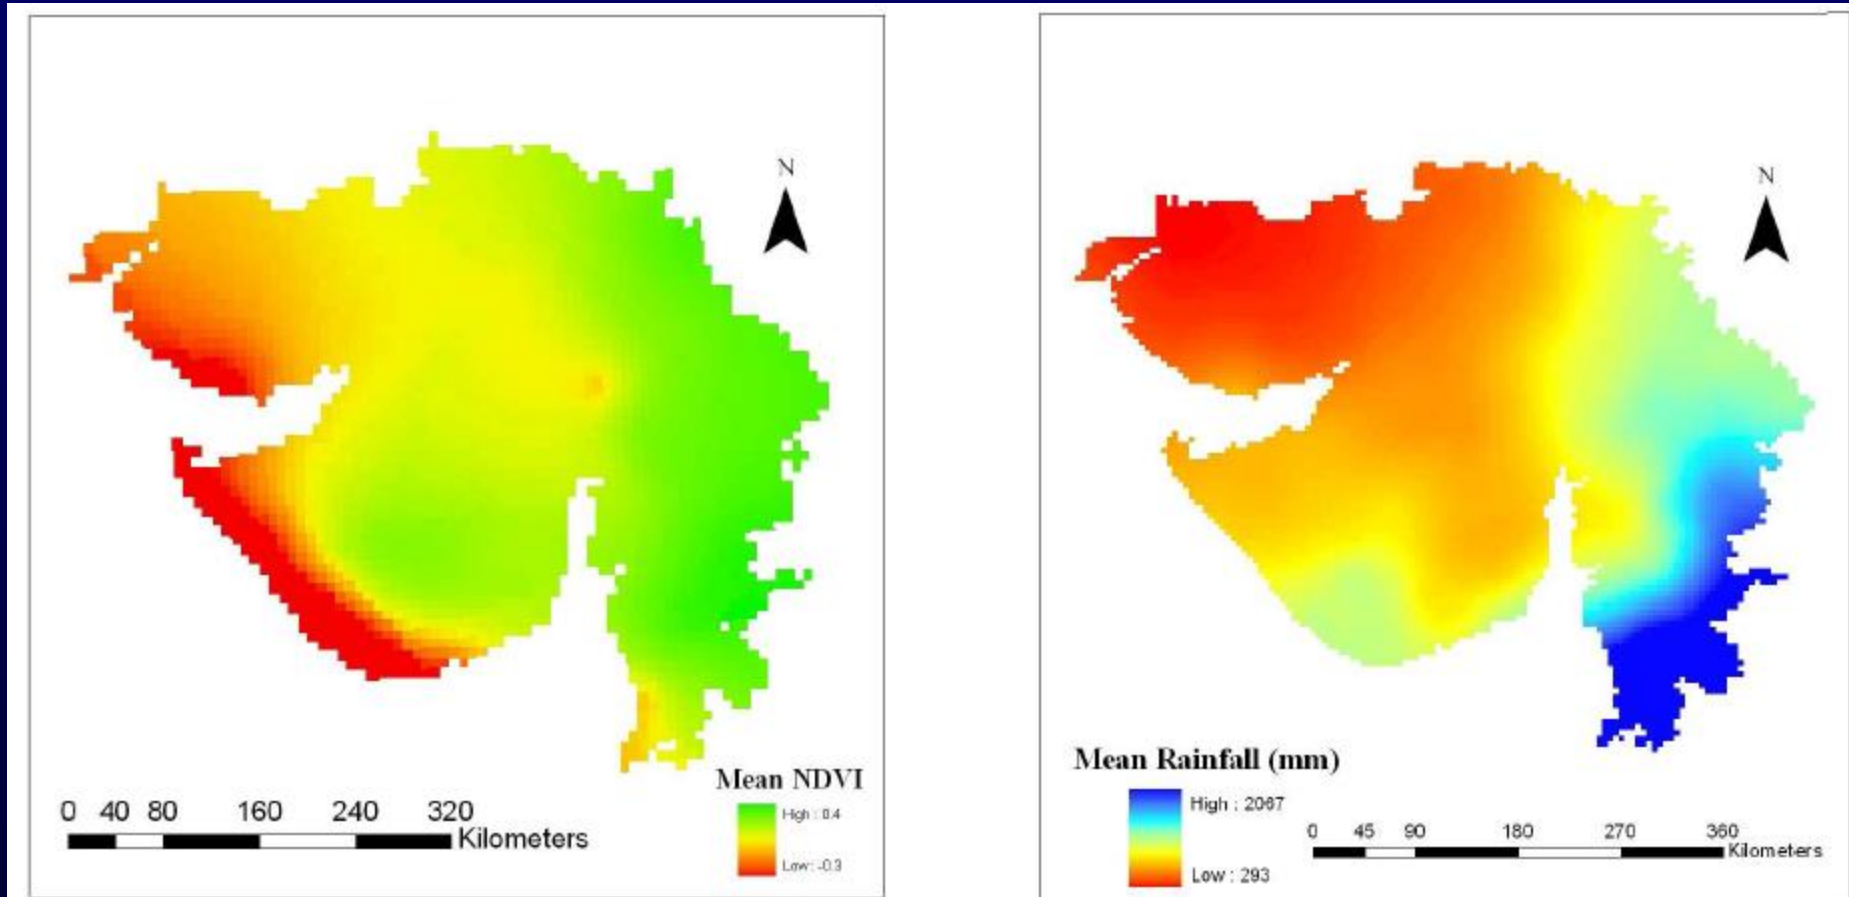 N
Mean NDVI
High : 0.4
Low : -0.3
0 40 80 160 240 320
Kilometers
N
Mean Rainfall (mm)
High : 2067
Low : 293
0 45 90 180 270 360
Kilometers